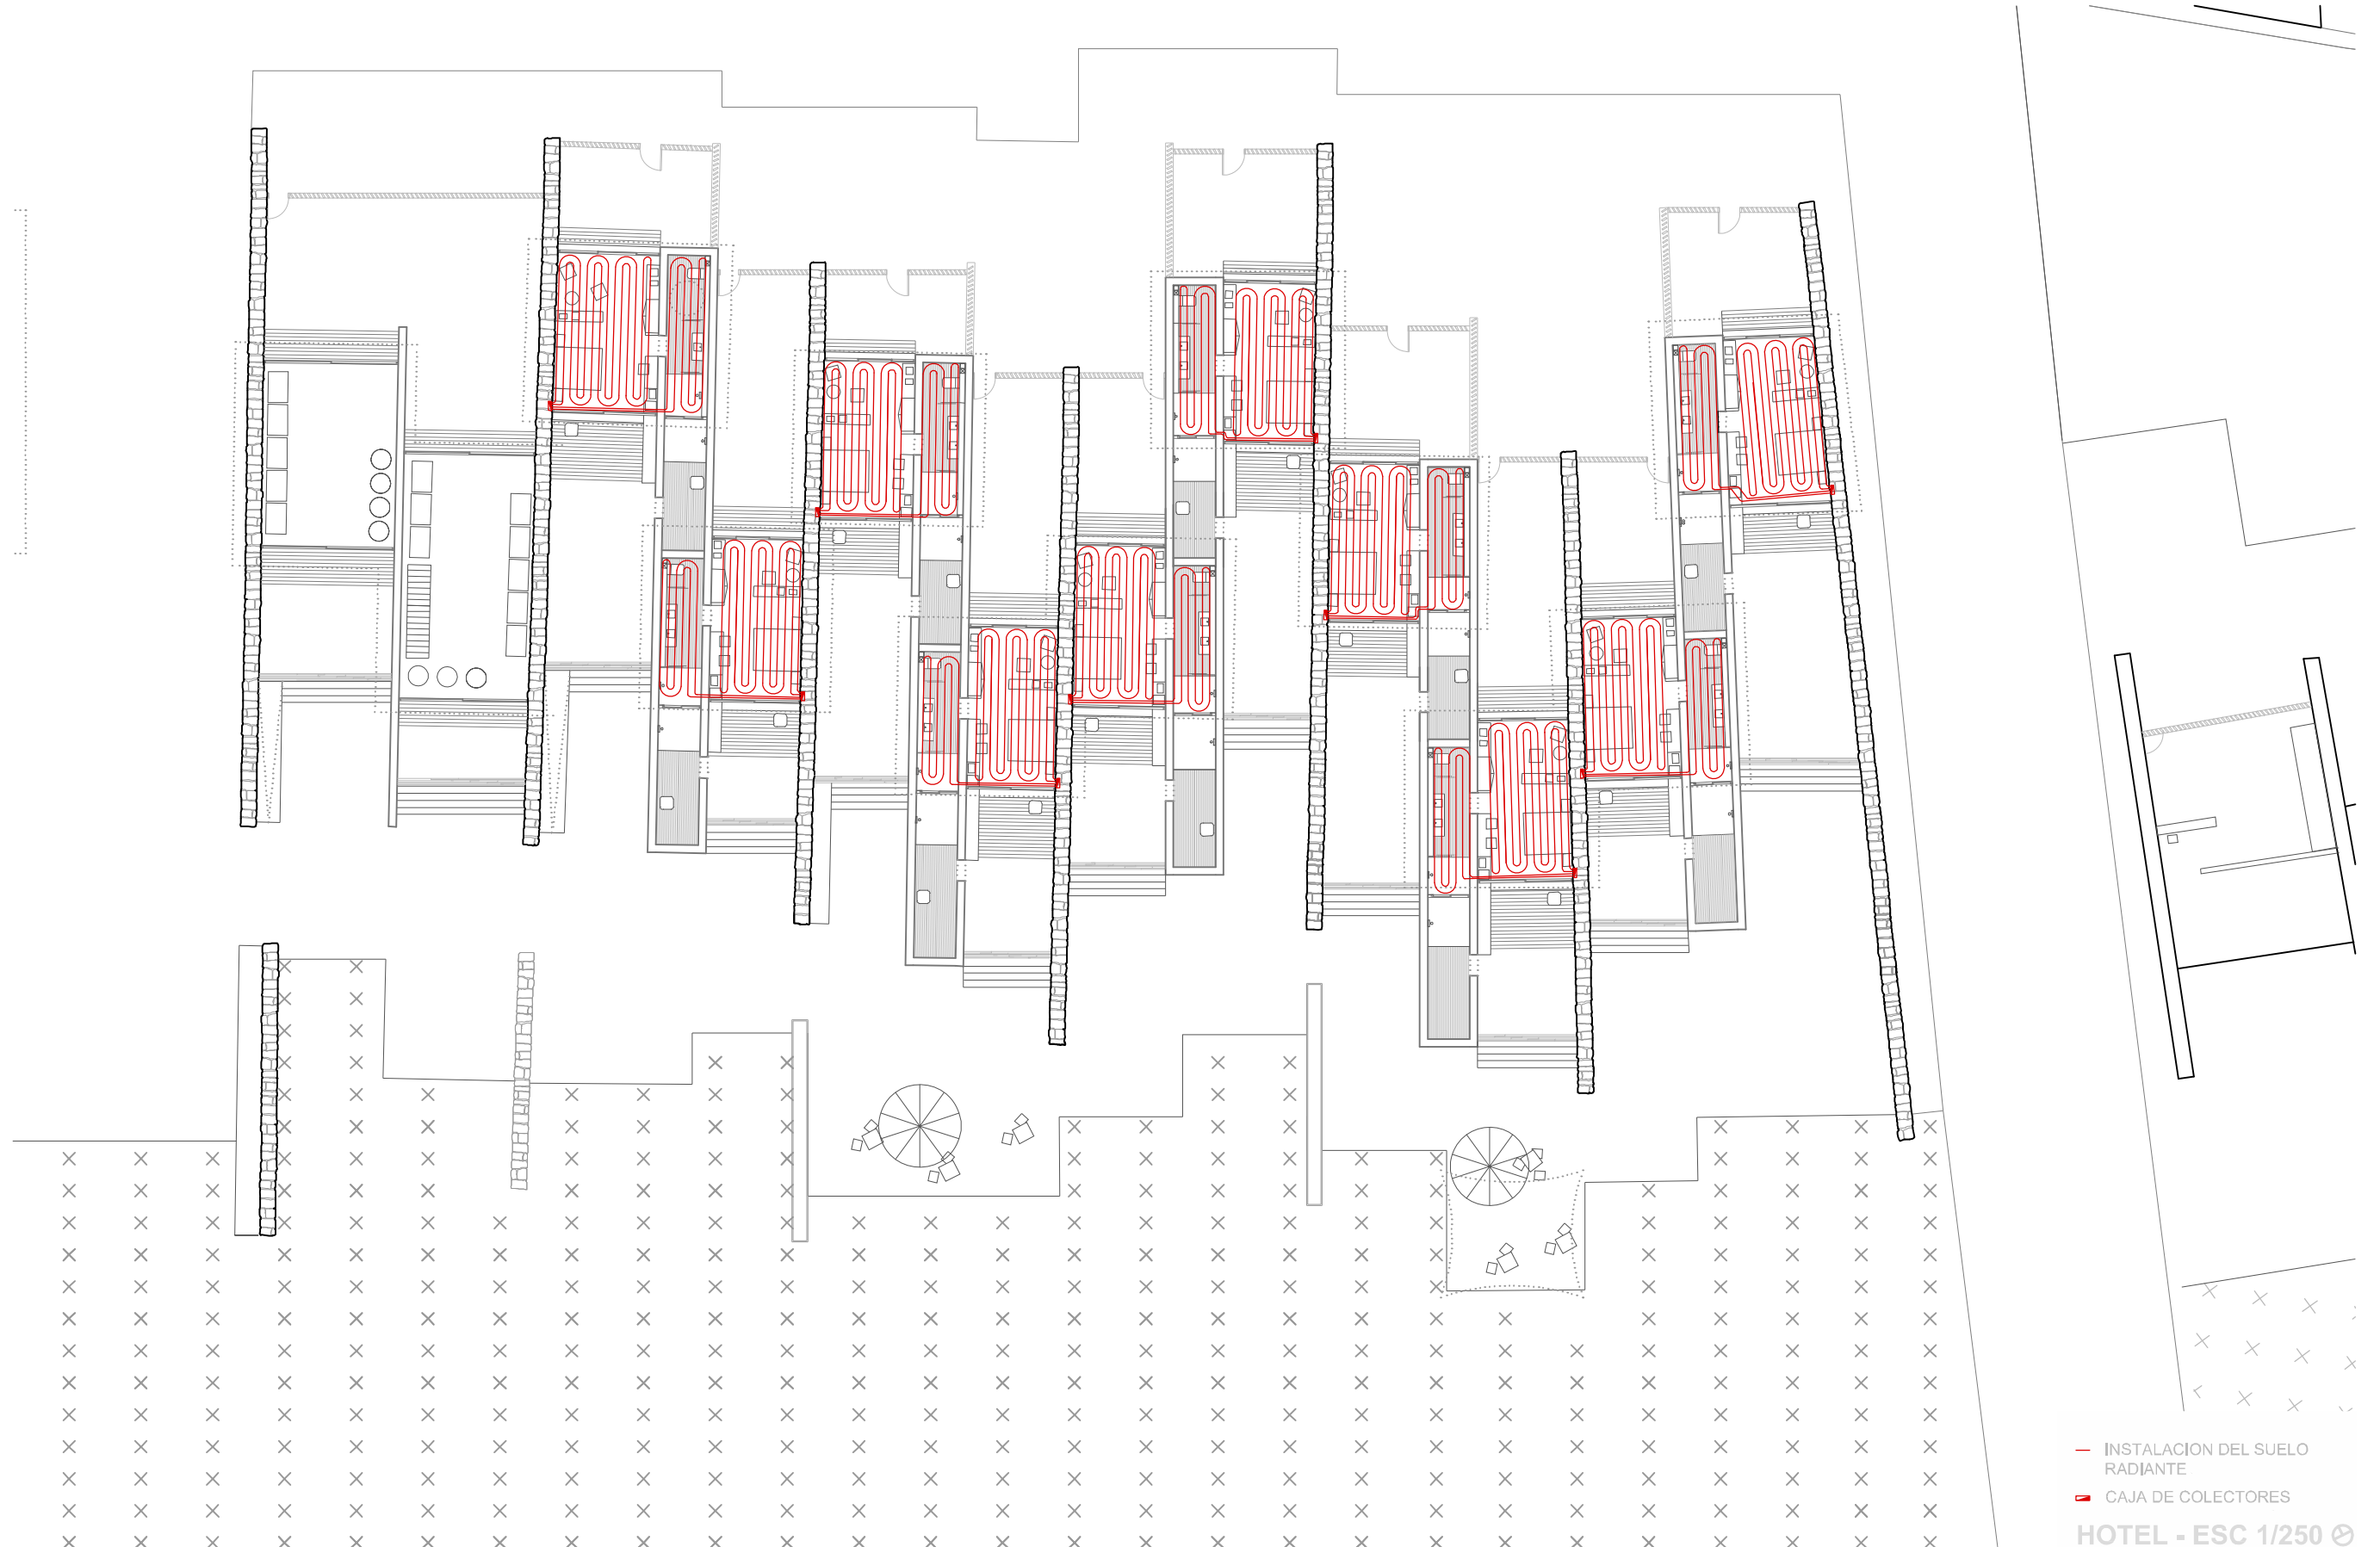 INSTALACION DEL SUELO
RADIANTE
CAJA DE COLECTORES
HOTEL - ESC 1/250